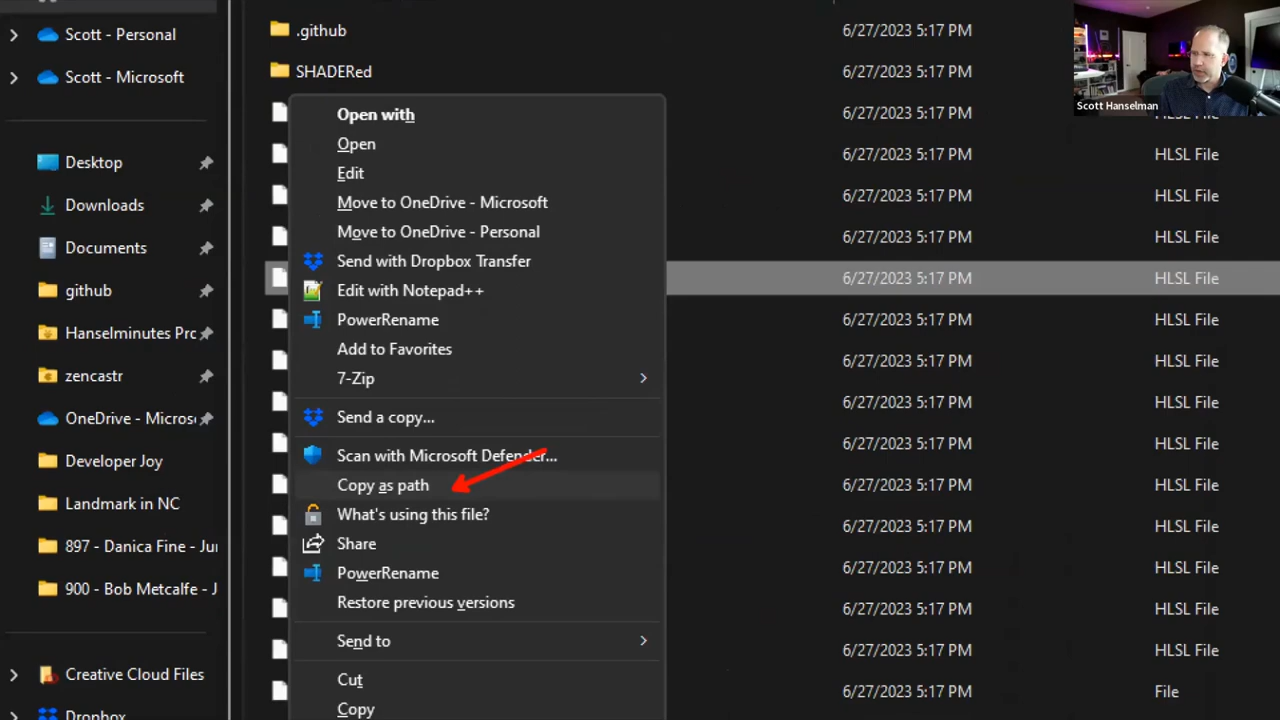 Scott - Personal
Scott - Microsoft
Desktop
Downloads
Documents
github
Hanselminutes Prc
zencastr
OneDrive - Micros
Developer Joy
Landmark in NC
897 - Danica Fine - Ju
900 - Bob Metcalfe - J
Creative Cloud Files
Dropbox
.github 6/27/2023 5:17 PM
SHADERed 6/27/2023 5:17 PM
Open with
Open
Edit
Move to OneDrive - Microsoft
Move to OneDrive - Personal
Send with Dropbox Transfer
Edit with Notepad++
PowerRename
Add to Favorites
7-Zip
Send a copy...
Scan with Microsoft Defender...
Copy as path
What's using this file?
Share
PowerRename
Restore previous versions
Send to
Cut
Copy
6/27/2023 5:17 PM HLSL File
6/27/2023 5:17 PM HLSL File
6/27/2023 5:17 PM HLSL File
6/27/2023 5:17 PM HLSL File
6/27/2023 5:17 PM HLSL File
6/27/2023 5:17 PM HLSL File
6/27/2023 5:17 PM HLSL File
6/27/2023 5:17 PM HLSL File
6/27/2023 5:17 PM HLSL File
6/27/2023 5:17 PM HLSL File
6/27/2023 5:17 PM HLSL File
6/27/2023 5:17 PM HLSL File
6/27/2023 5:17 PM HLSL File
6/27/2023 5:17 PM HLSL File
6/27/2023 5:17 PM File
Scott Hanselman